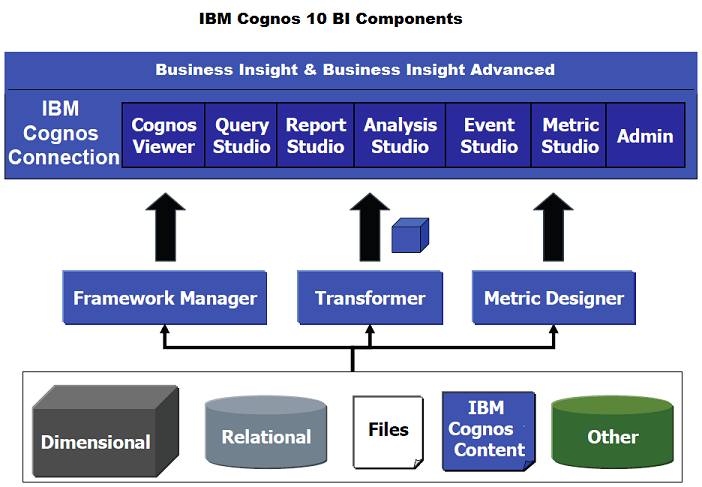 IBM Cognos 10 BI Components
Business Insight & Business Insight Advanced
IBM
Cognos
Connection
Cognos
Viewer
Query
Studio
Report
Studio
Analysis
Studio
Event
Studio
Metric
Studio
Admin
Framework Manager
Transformer
Metric Designer
Dimensional
Relational
Files
IBM
Cognos
Content
Other